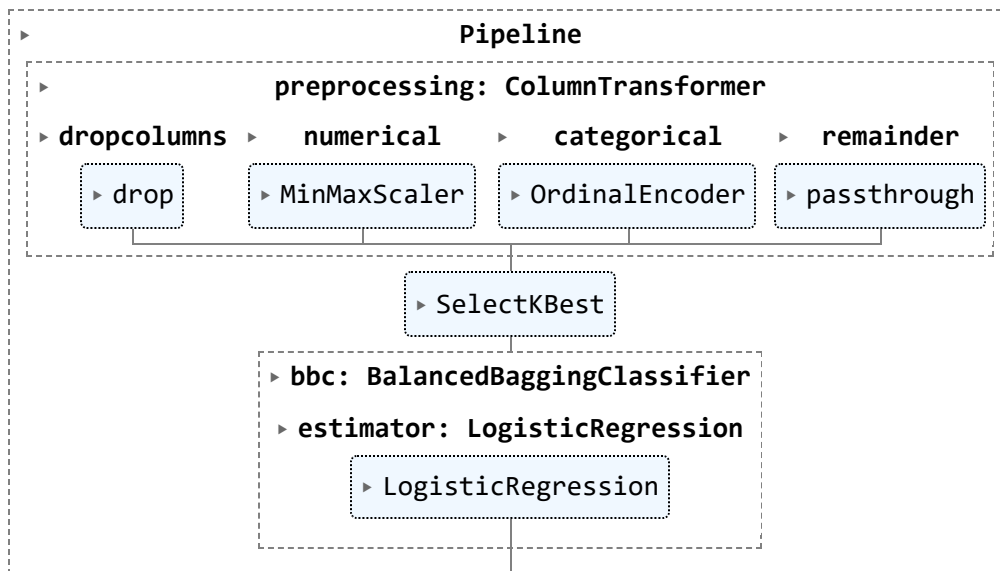 Pipeline
preprocessing: ColumnTransformer
dropcolumns numerical categorical remainder
drop MinMaxScaler OrdinalEncoder passthrough
SelectKBest
bbc: BalancedBaggingClassifier
estimator: LogisticRegression
LogisticRegression